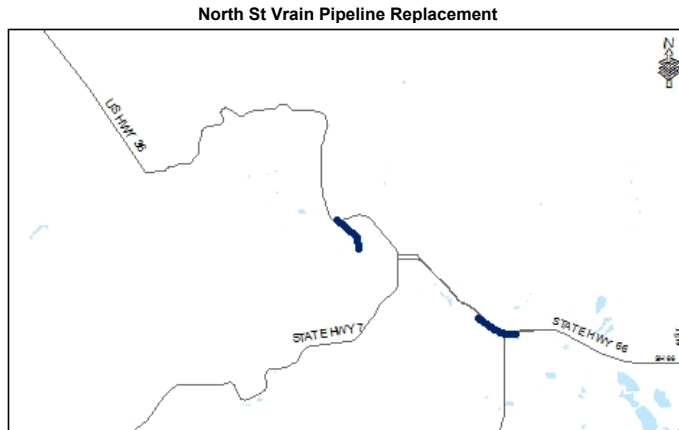 North St Vrain Pipeline Replacement
N
US HWY 36
STATE HWY 7
STATE HWY 66
SH 66